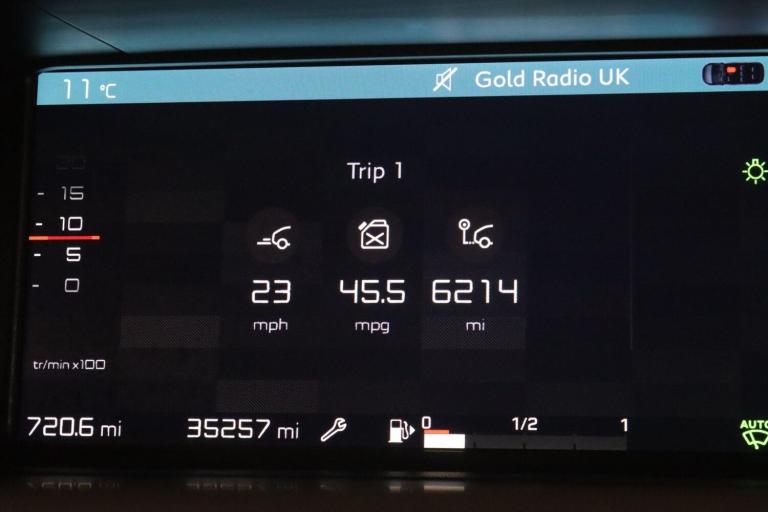 11 °C
Gold Radio UK
20
- 15
- 10
- 5
- 0
tr/min x100
Trip 1
23
mph
45.5
mpg
6214
mi
720.6 mi
35257 mi
0 1/2 1
AUTO